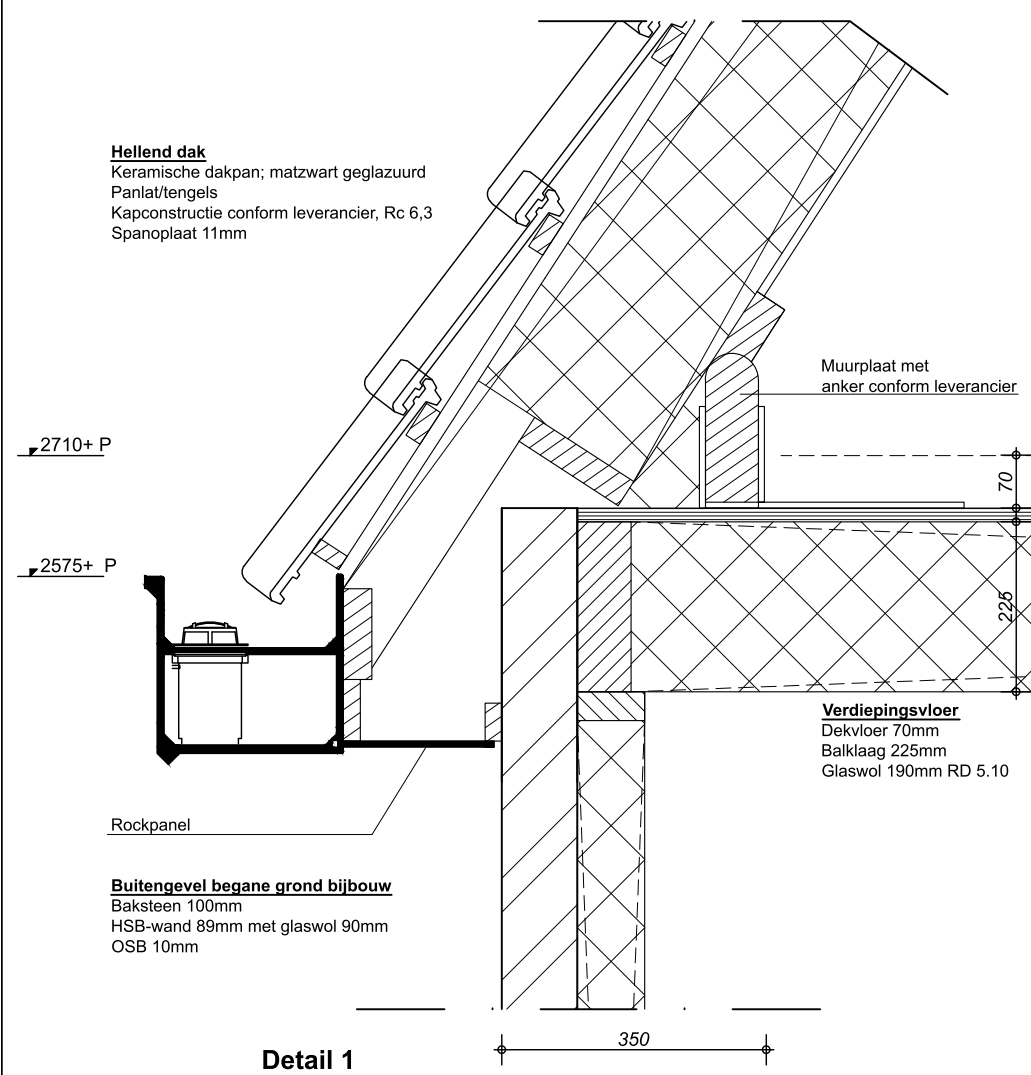 Hellend dak
Keramische dakpan; matzwart geglazuurd
Panlat/tengels
Kapconstructie conform leverancier, Rc 6,3
Spanoplaat 11mm
Muurplaat met
anker conform leverancier
2710+ P
70
2575+ P
225
Verdiepingsvloer
Dekvloer 70mm
Balklaag 225mm
Glaswol 190mm RD 5.10
Rockpanel
Buitengevel begane grond bijbouw
Baksteen 100mm
HSB-wand 89mm met glaswol 90mm
OSB 10mm
350
Detail 1